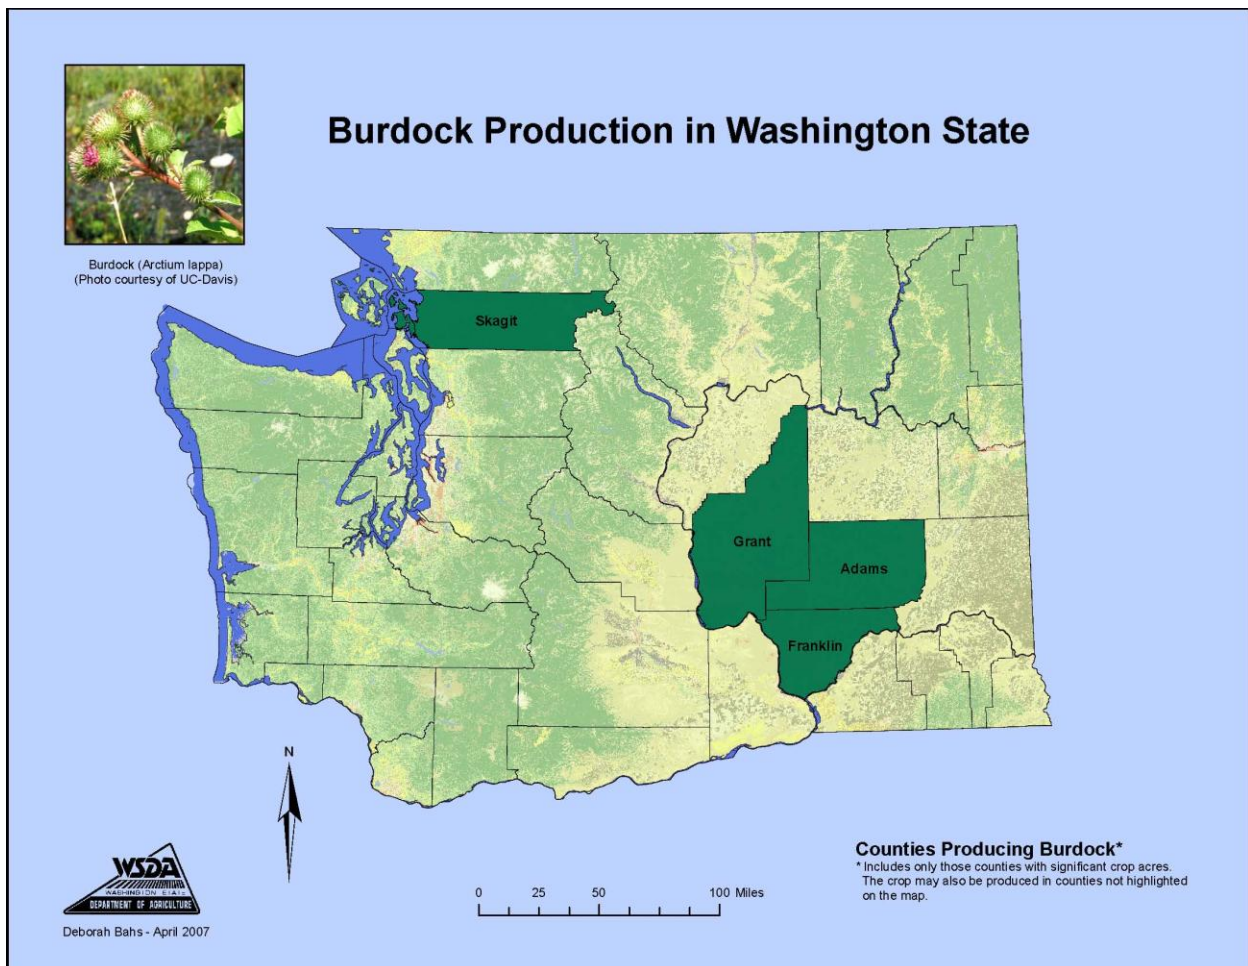 Burdock Production in Washington State
Burdock (Arctium lappa)
(Photo courtesy of UC-Davis)
Skagit
Grant
Adams
Franklin
N
WSDA
WASHINGTON STATE
DEPARTMENT OF AGRICULTURE
Deborah Bahs - April 2007
0 25 50 100 Miles
Counties Producing Burdock*
* Includes only those counties with significant crop acres.
The crop may also be produced in counties not highlighted
on the map.